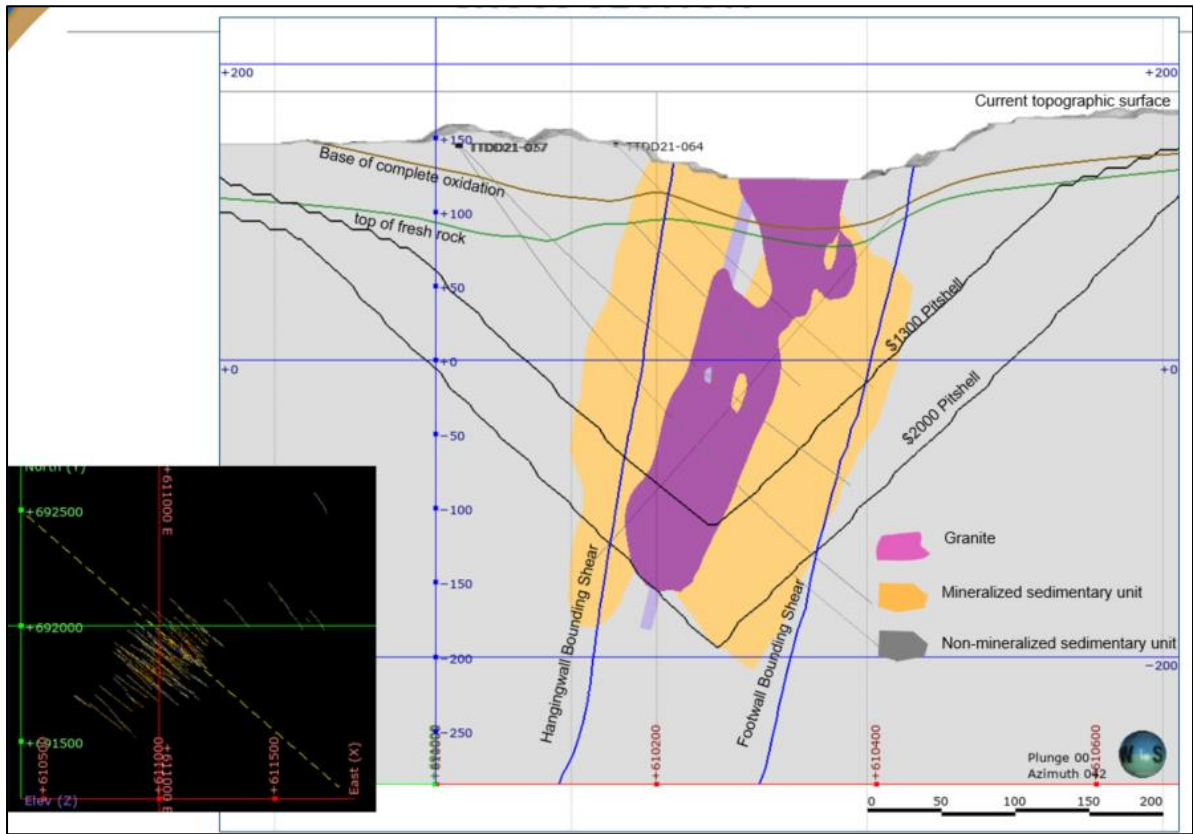 +200
+200
Current topographic surface
+150
TTDD21-064
Base of complete oxidation
+100
top of fresh rock
+50
$1300 Pitshell
+0
+0
$2000 Pitshell
−50
−100
−150
−200
−200
−250
Hangingwall Bounding Shear
Footwall Bounding Shear
Granite
Mineralized sedimentary unit
Non-mineralized sedimentary unit
+610200
+610400
+610600
Plunge 00
Azimuth 042
W
S
0
50
100
150
200
North (Y)
+692500
+692000
+691500
+611000 E
+610500
+611000
+611500
East (X)
Elev (Z)